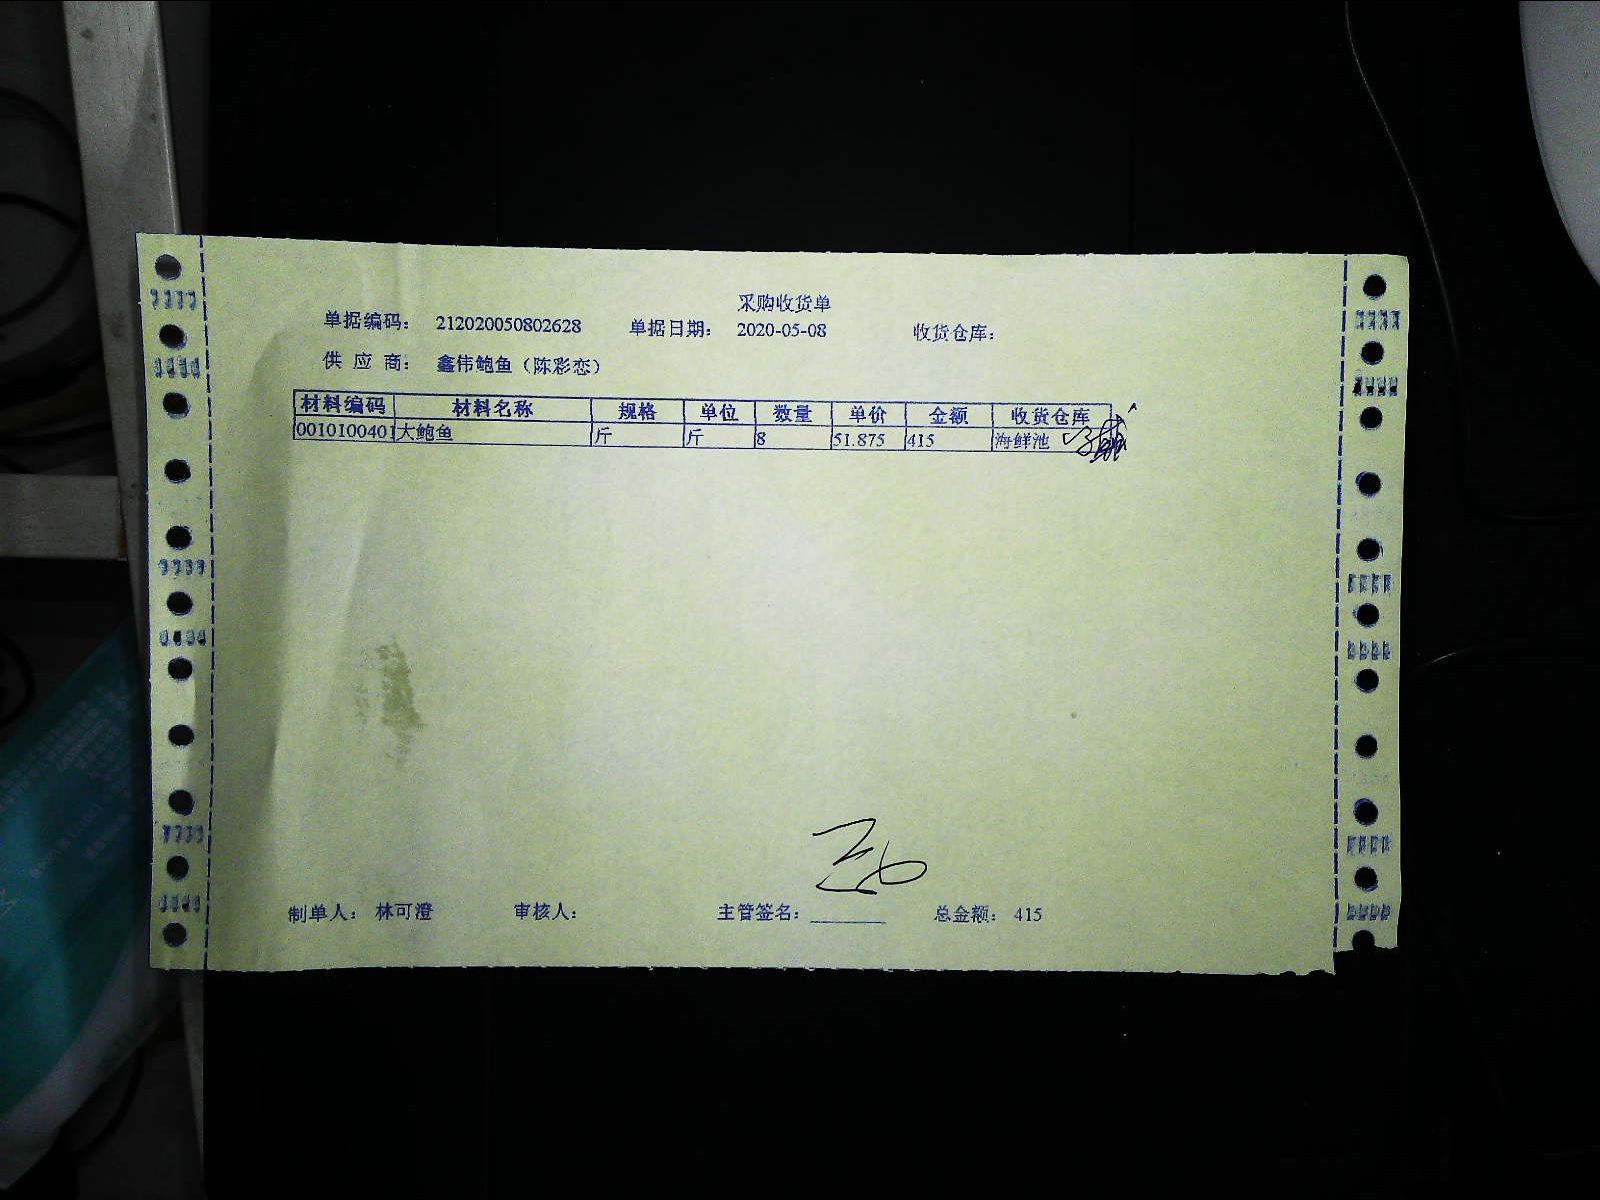 采购收货单
单据编码： 212020050802628 单据日期： 2020-05-08 收货仓库：
供 应 商： 鑫伟鲍鱼（陈彩恋）
材料编码 材料名称 规格 单位 数量 单价 金额 收货仓库
0010100401 大鲍鱼 斤 斤 8 51.875 415 海鲜池
制单人： 林可澄 审核人： 主管签名： 总金额： 415